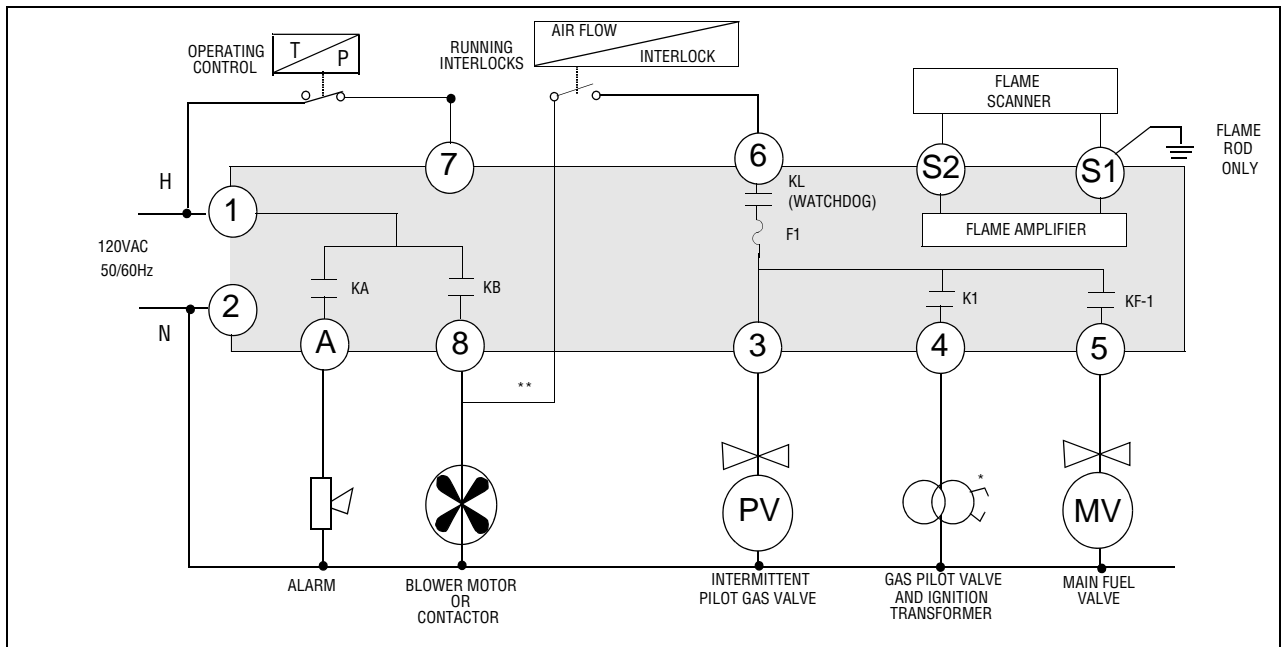 OPERATING
CONTROL
T
P
RUNNING
INTERLOCKS
AIR FLOW
INTERLOCK
FLAME
SCANNER
FLAME
ROD
ONLY
7
6
S2
S1
H
1
KL
(WATCHDOG)
F1
FLAME AMPLIFIER
120VAC
50/60Hz
2
N
KA
KB
K1
KF-1
A
8
3
4
5
**
*
PV
MV
ALARM
BLOWER MOTOR
OR
CONTACTOR
INTERMITTENT
PILOT GAS VALVE
GAS PILOT VALVE
AND IGNITION
TRANSFORMER
MAIN FUEL
VALVE